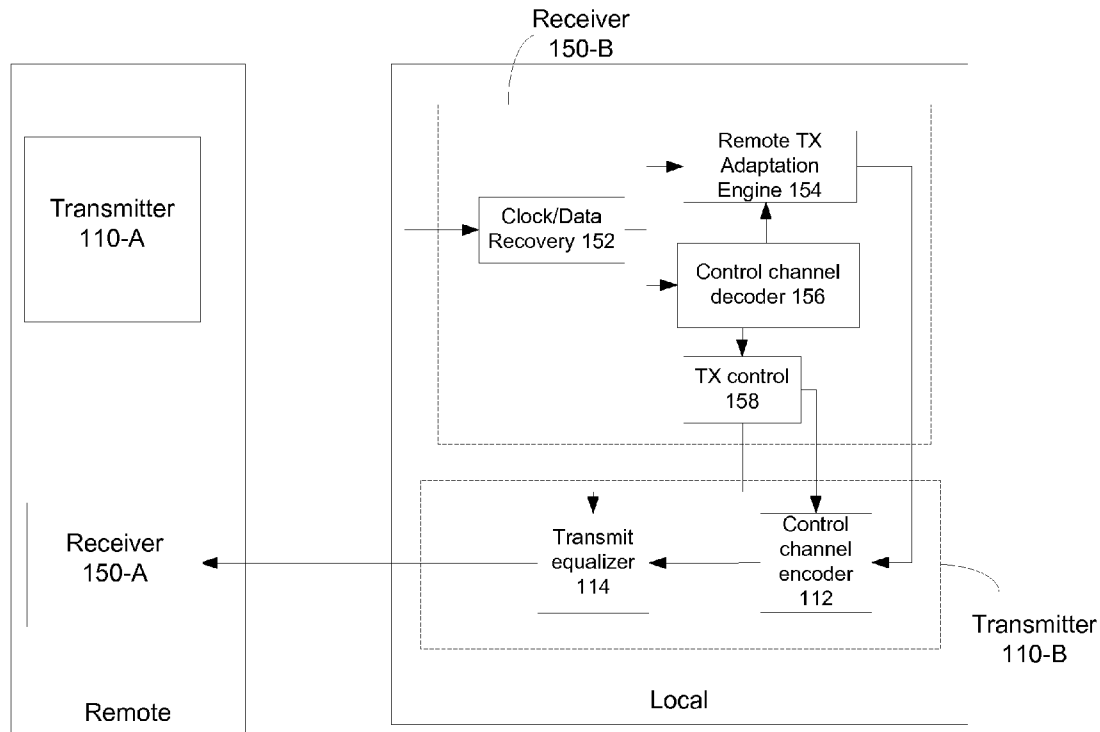 Receiver
150-B
Transmitter
110-A
Remote TX
Adaptation
Engine 154
Clock/Data
Recovery 152
Control channel
decoder 156
TX control
158
Receiver
150-A
Transmit
equalizer
114
Control
channel
encoder
112
Transmitter
110-B
Remote
Local